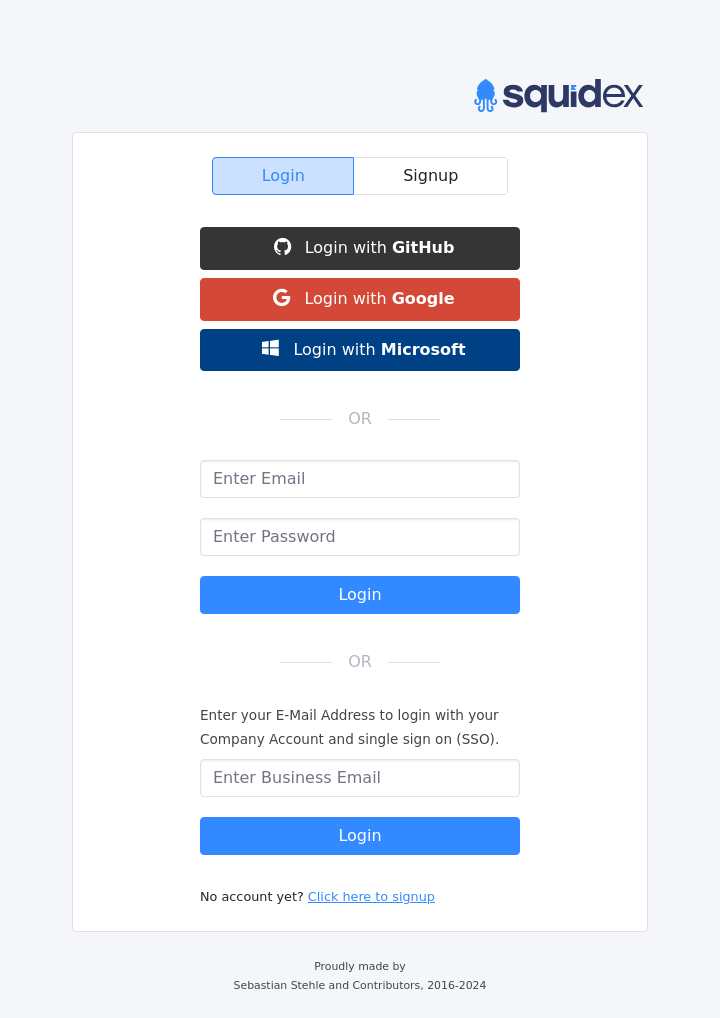 squidex
Login
Signup
Login with GitHub
Login with Google
Login with Microsoft
OR
Enter Email
Enter Password
Login
OR
Enter your E-Mail Address to login with your
Company Account and single sign on (SSO).
Enter Business Email
Login
No account yet? Click here to signup
Proudly made by
Sebastian Stehle and Contributors, 2016-2024